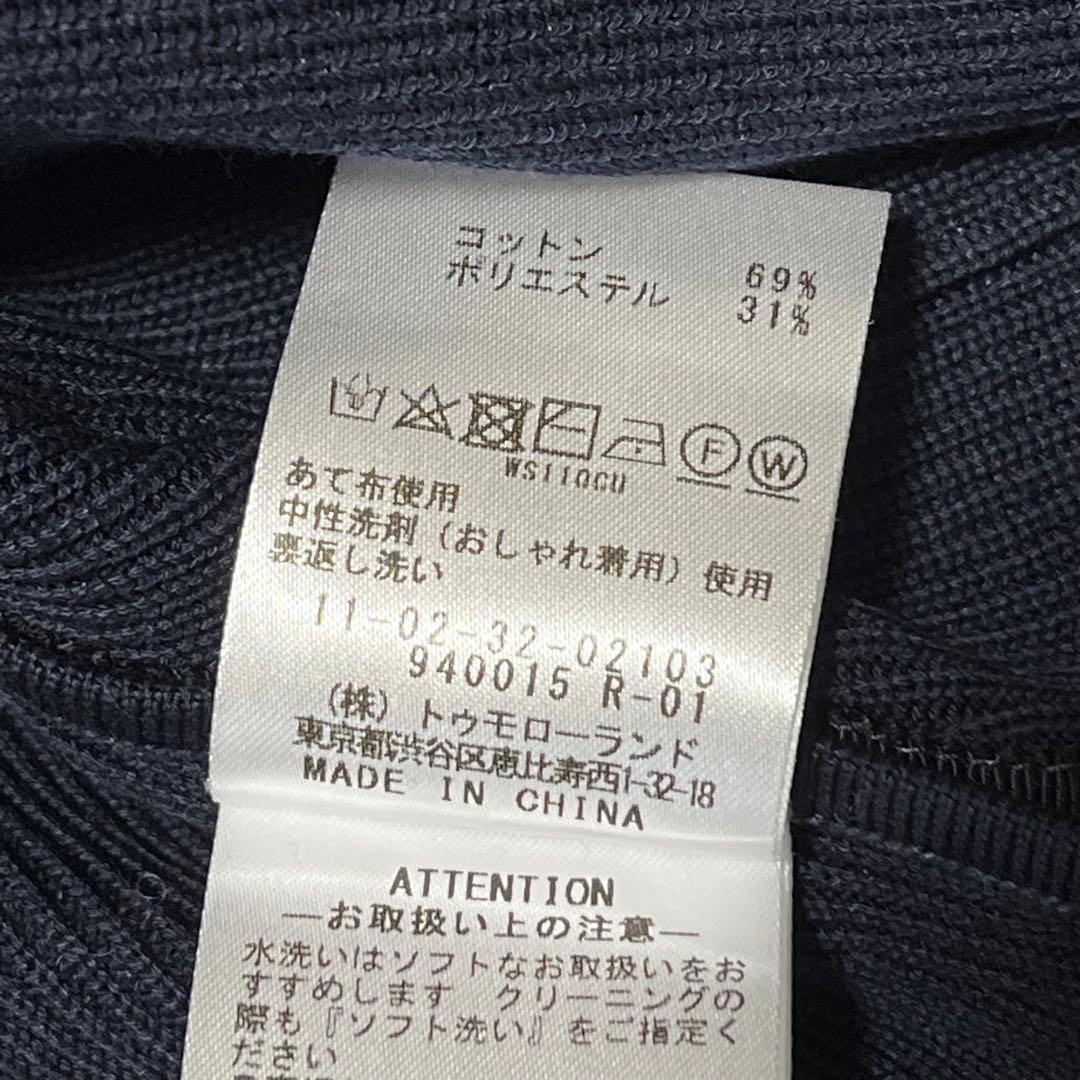 コットン 69%
ポリエステル 31%
F W
WS110CU
あて布使用
中性洗剤(おしゃれ着用)使用
裏返し洗い
11-02-32-02103
940015 R-01
(株)トゥモローランド
東京都渋谷区恵比寿西1-32-18
MADE IN CHINA
ATTENTION
—お取扱い上の注意—
水洗いはソフトなお取扱いをお
すすめします クリーニングの
際も『ソフト洗い』をご指定く
ださい